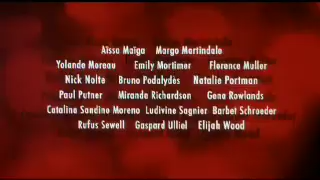 Aïssa Maïga Margo Martindale
Yolande Moreau Emily Mortimer Florence Muller
Nick Nolte Bruno Podalydès Natalie Portman
Paul Putner Miranda Richardson Gena Rowlands
Catalina Sandino Moreno Ludivine Sagnier Barbet Schroeder
Rufus Sewell Gaspard Ulliel Elijah Wood